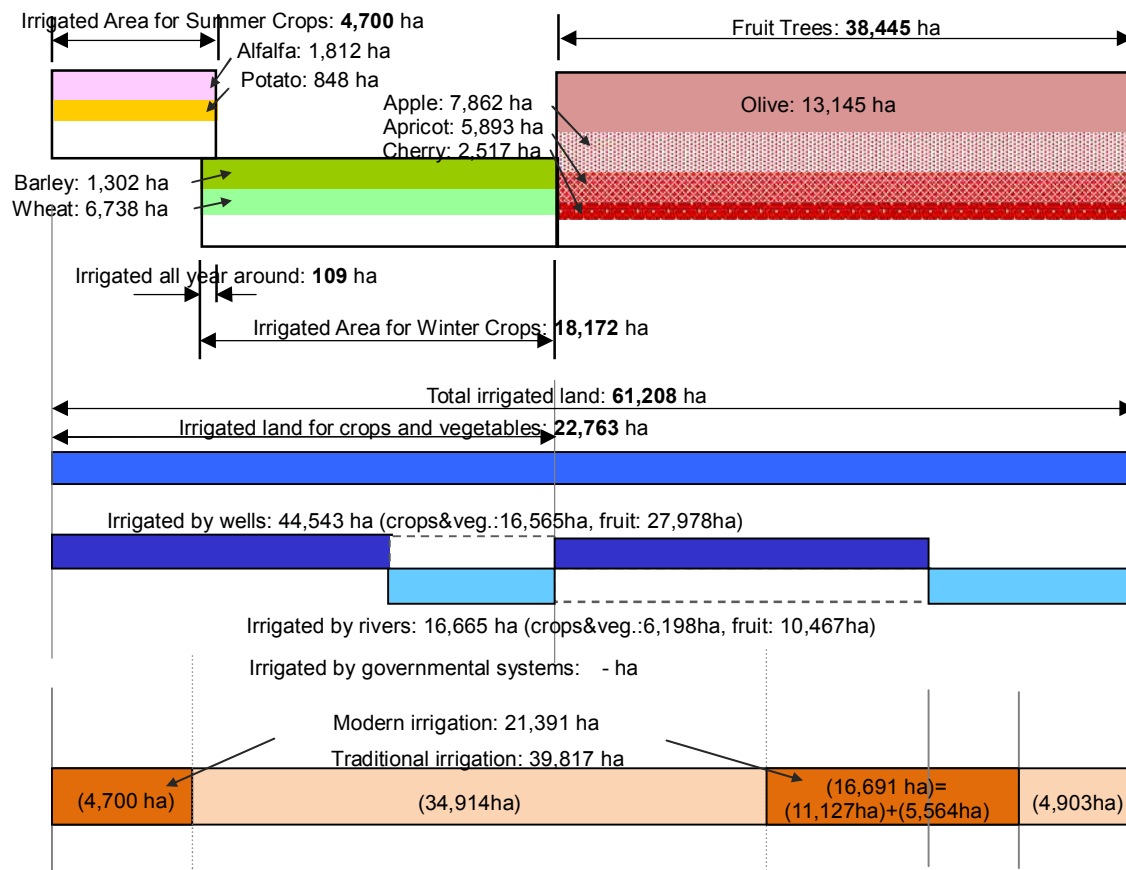 Irrigated Area for Summer Crops: 4,700 ha
Fruit Trees: 38,445 ha
Alfalfa: 1,812 ha
Potato: 848 ha
Apple: 7,862 ha
Apricot: 5,893 ha
Cherry: 2,517 ha
Olive: 13,145 ha
Barley: 1,302 ha
Wheat: 6,738 ha
Irrigated all year around: 109 ha
Irrigated Area for Winter Crops: 18,172 ha
Total irrigated land: 61,208 ha
Irrigated land for crops and vegetables: 22,763 ha
Irrigated by wells: 44,543 ha (crops&veg.:16,565ha, fruit: 27,978ha)
Irrigated by rivers: 16,665 ha (crops&veg.:6,198ha, fruit: 10,467ha)
Irrigated by governmental systems: - ha
Modern irrigation: 21,391 ha
Traditional irrigation: 39,817 ha
(4,700 ha)
(34,914ha)
(16,691 ha)=
(11,127ha)+(5,564ha)
(4,903ha)